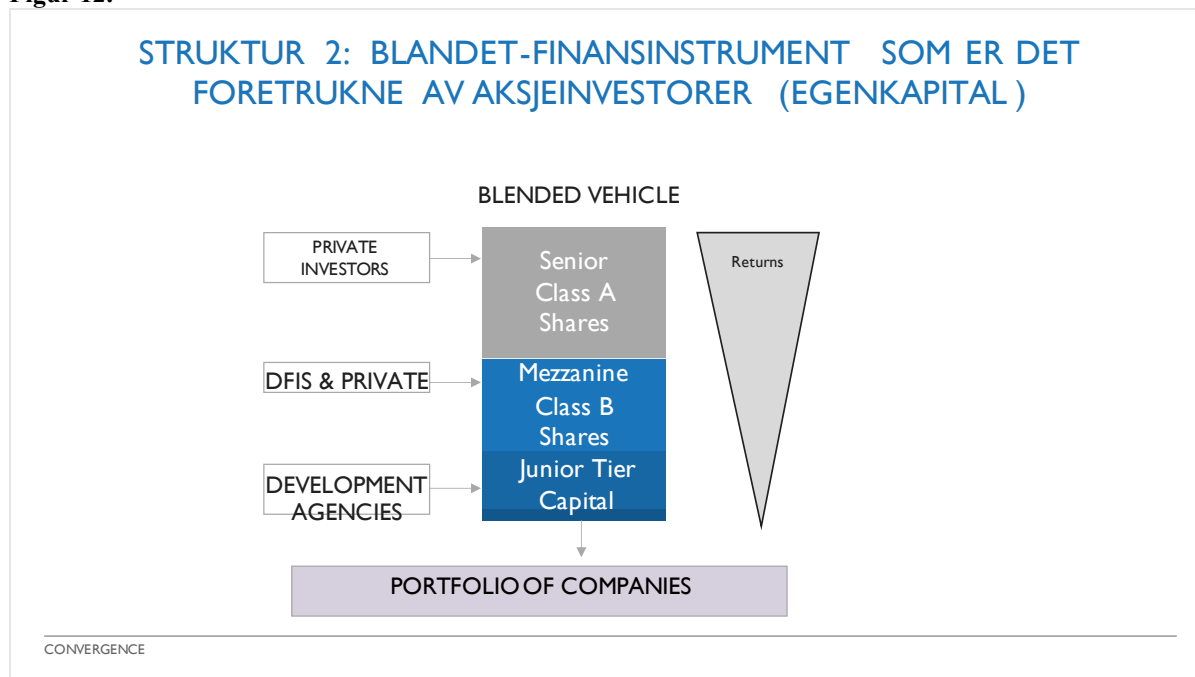 STRUKTUR 2: BLANDET-FINANSINSTRUMENT SOM ER DET
FORETRUKNE AV AKSJEINVESTORER (EGENKAPITAL )
BLENDED VEHICLE
PRIVATE
INVESTORS
Senior
Class A
Shares
Returns
DFIS & PRIVATE
Mezzanine
Class B
Shares
DEVELOPMENT
AGENCIES
Junior Tier
Capital
PORTFOLIO OF COMPANIES
CONVERGENCE